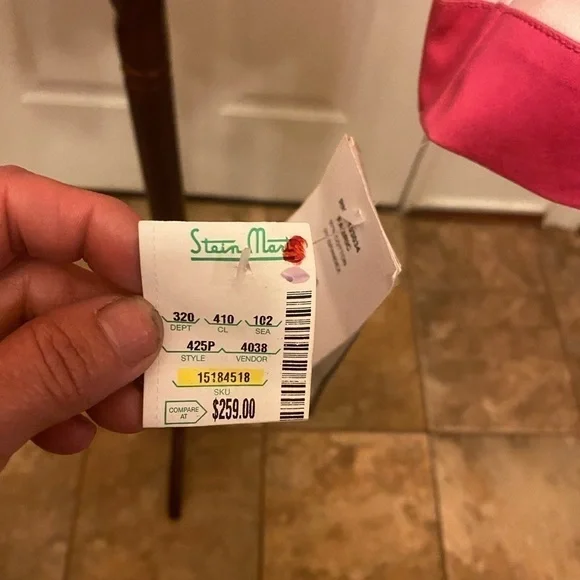 Stein Mart
320 410 102
DEPT CL SEA
425P 4038
STYLE VENDOR
15184518
SKU
COMPARE AT $259.00